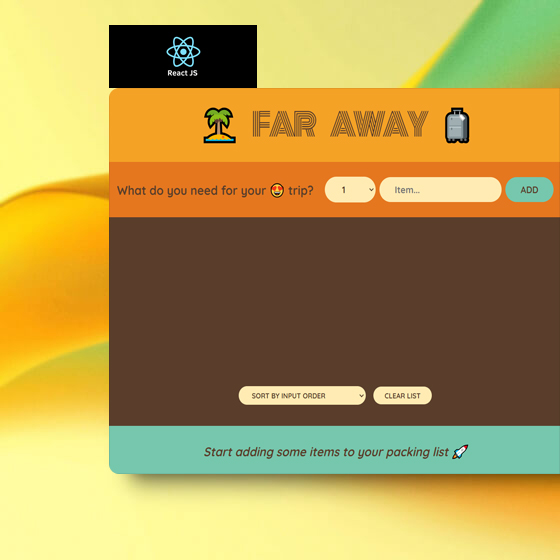 React JS
FAR AWAY
What do you need for your 🤩 trip? 1 Item... ADD
SORT BY INPUT ORDER CLEAR LIST
Start adding some items to your packing list 🚀